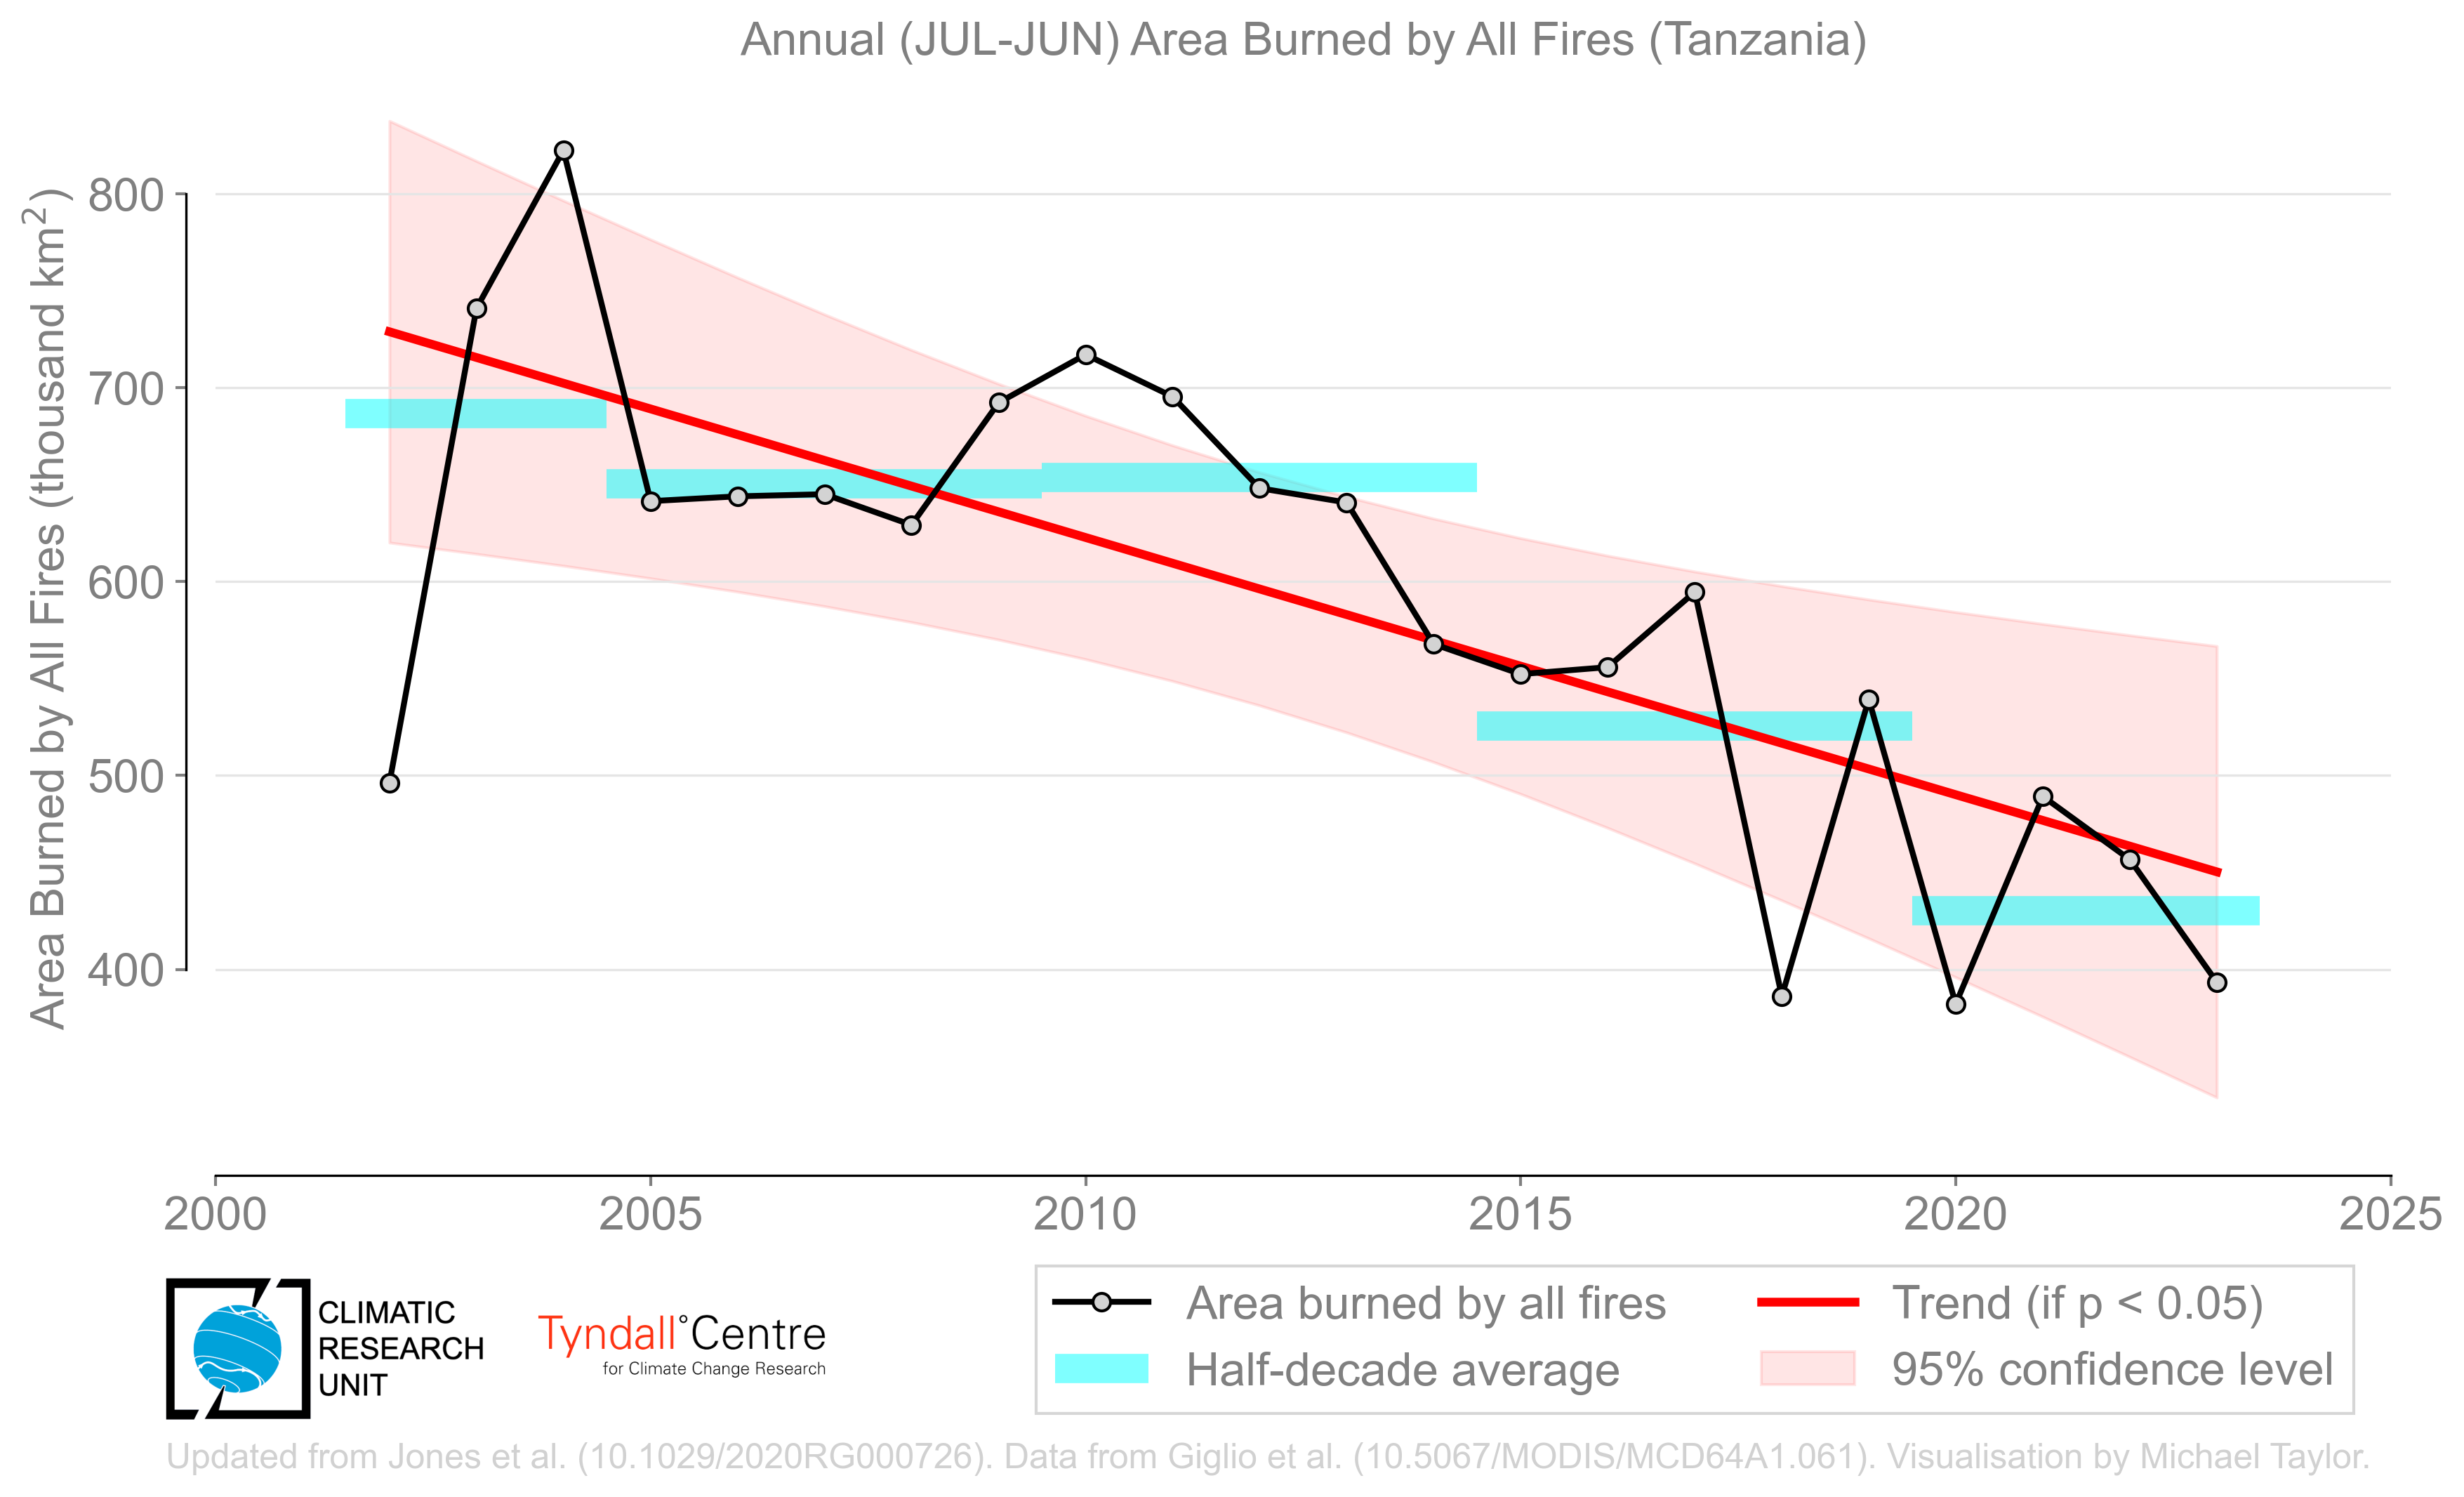 Annual (JUL-JUN) Area Burned by All Fires (Tanzania)
Area Burned by All Fires (thousand km²)
800
700
600
500
400
2000
2005
2010
2015
2020
2025
Area burned by all fires
Trend (if p < 0.05)
Half-decade average
95% confidence level
CLIMATIC
RESEARCH
UNIT
Tyndall°Centre
for Climate Change Research
Updated from Jones et al. (10.1029/2020RG000726). Data from Giglio et al. (10.5067/MODIS/MCD64A1.061). Visualisation by Michael Taylor.